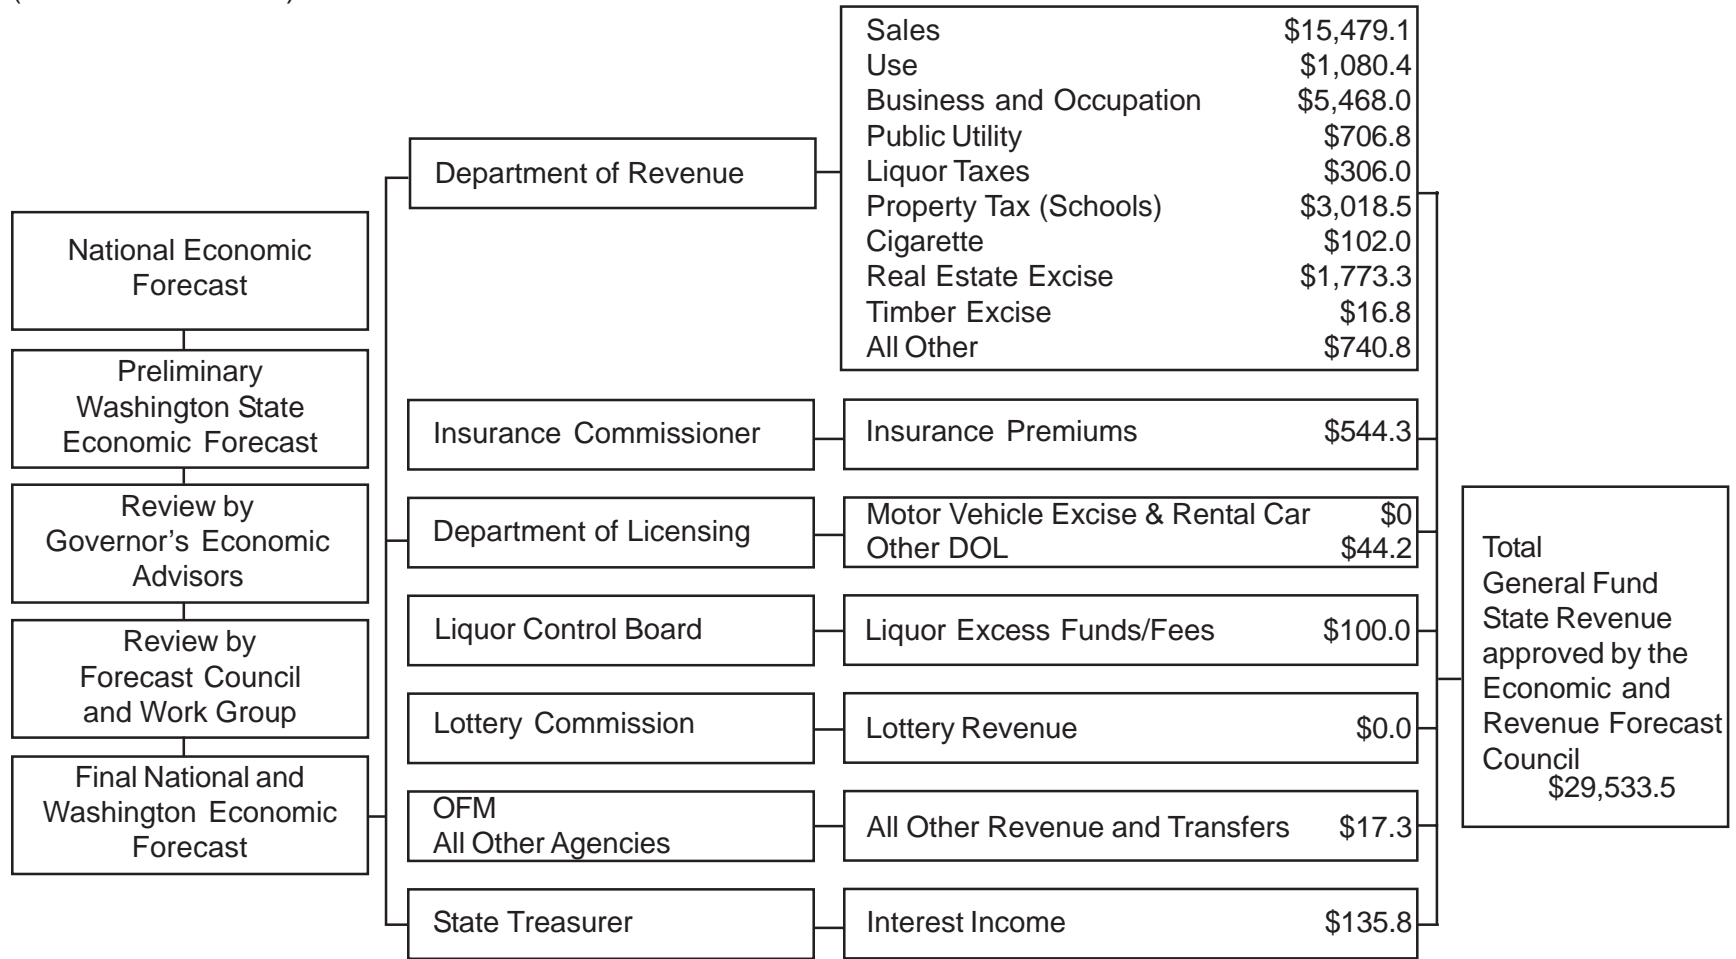 National Economic
Forecast
Preliminary
Washington State
Economic Forecast
Review by
Governor's Economic
Advisors
Review by
Forecast Council
and Work Group
Final National and
Washington Economic
Forecast
Department of Revenue
Sales $15,479.1
Use $1,080.4
Business and Occupation $5,468.0
Public Utility $706.8
Liquor Taxes $306.0
Property Tax (Schools) $3,018.5
Cigarette $102.0
Real Estate Excise $1,773.3
Timber Excise $16.8
All Other $740.8
Insurance Commissioner
Insurance Premiums $544.3
Department of Licensing
Motor Vehicle Excise & Rental Car $0
Other DOL $44.2
Liquor Control Board
Liquor Excess Funds/Fees $100.0
Lottery Commission
Lottery Revenue $0.0
OFM
All Other Agencies
All Other Revenue and Transfers $17.3
State Treasurer
Interest Income $135.8
Total
General Fund
State Revenue
approved by the
Economic and
Revenue Forecast
Council
$29,533.5